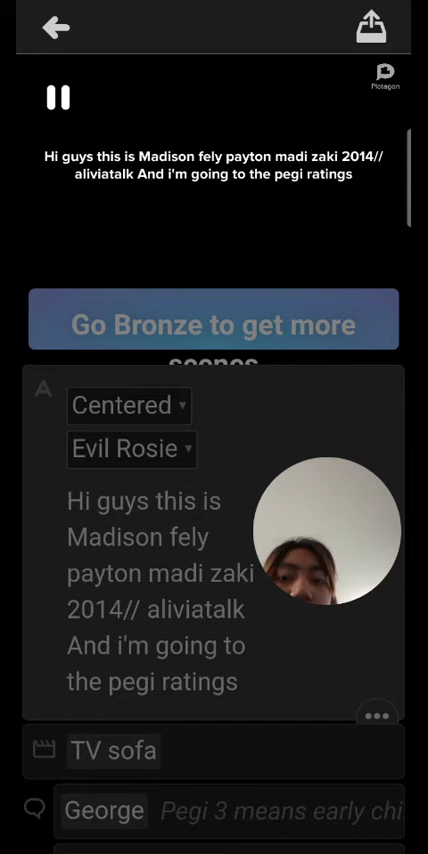 Plotagon
Hi guys this is Madison fely payton madi zaki 2014//
aliviatalk And i'm going to the pegi ratings
Go Bronze to get more
scenes
Centered
Evil Rosie
Hi guys this is
Madison fely
payton madi zaki
2014// aliviatalk
And i'm going to
the pegi ratings
TV sofa
George Pegi 3 means early chi